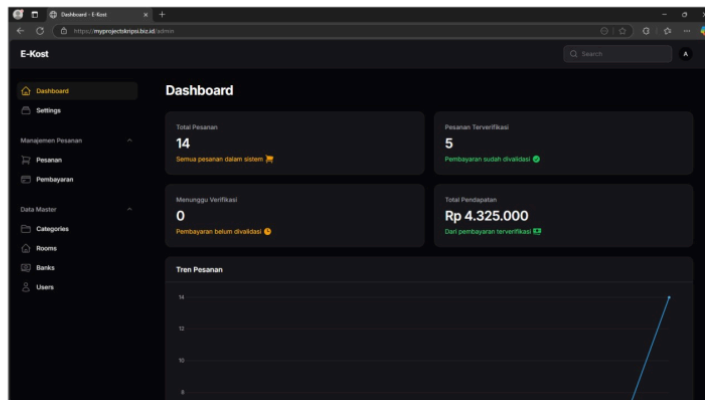 Dashboard - E-Kost
https://myprojectskripsi.biz.id/admin
E-Kost
Search
A
Dashboard
Settings
Manajemen Pesanan
Pesanan
Pembayaran
Data Master
Categories
Rooms
Banks
Users
Dashboard
Total Pesanan
14
Semua pesanan dalam sistem
Pesanan Terverifikasi
5
Pembayaran sudah divalidasi
Menunggu Verifikasi
0
Pembayaran belum divalidasi
Total Pendapatan
Rp 4.325.000
Dari pembayaran terverifikasi
Tren Pesanan
14
12
10
8